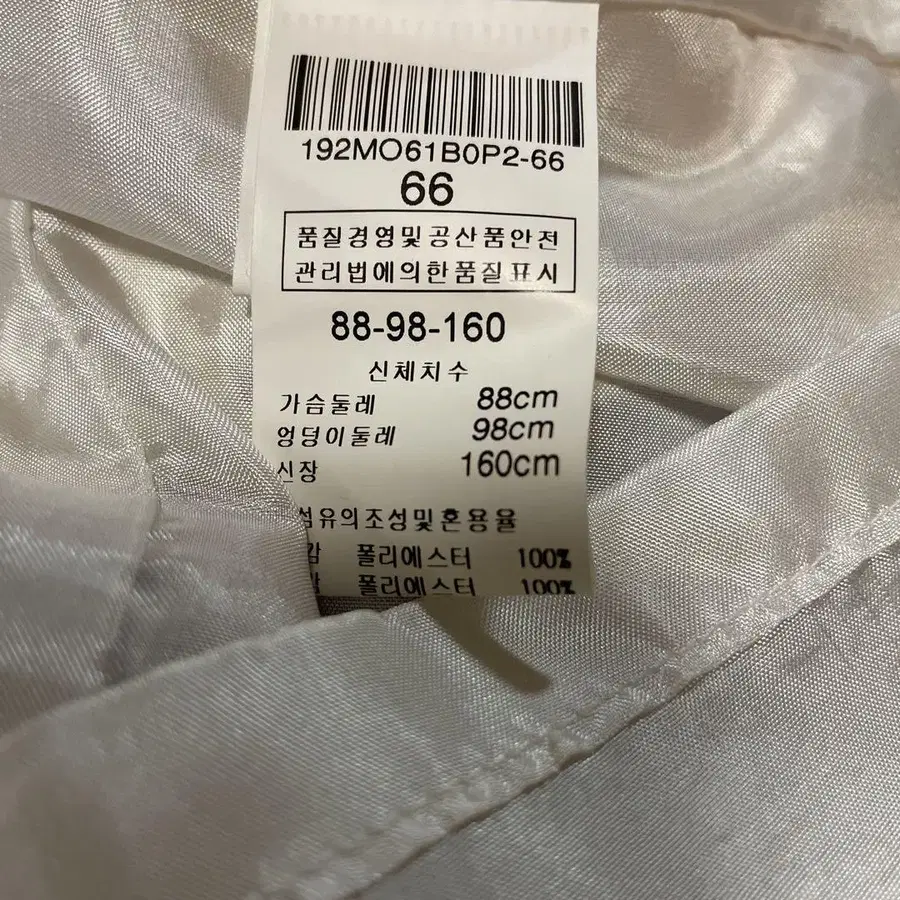 192MO61B0P2-66
66
품질경영및공산품안전
관리법에의한품질표시
88-98-160
신체치수
가슴둘레 88cm
엉덩이둘레 98cm
신장 160cm
섬유의조성및혼용율
감 폴리에스터 100%
감 폴리에스터 100%